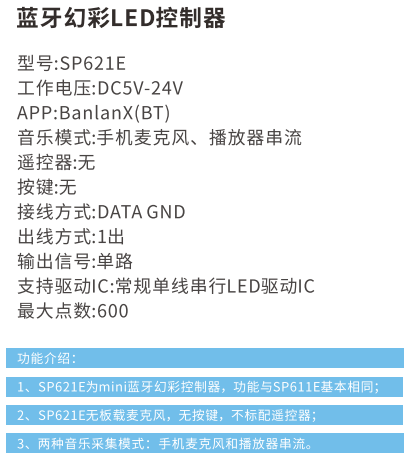 蓝牙幻彩LED控制器
型号:SP621E
工作电压:DC5V-24V
APP:BanlanX(BT)
音乐模式:手机麦克风、播放器串流
遥控器:无
按键:无
接线方式:DATA GND
出线方式:1出
输出信号:单路
支持驱动IC:常规单线串行LED驱动IC
最大点数:600
功能介绍：
1、SP621E为mini蓝牙幻彩控制器，功能与SP611E基本相同；
2、SP621E无板载麦克风，无按键，不标配遥控器；
3、两种音乐采集模式：手机麦克风和播放器串流。